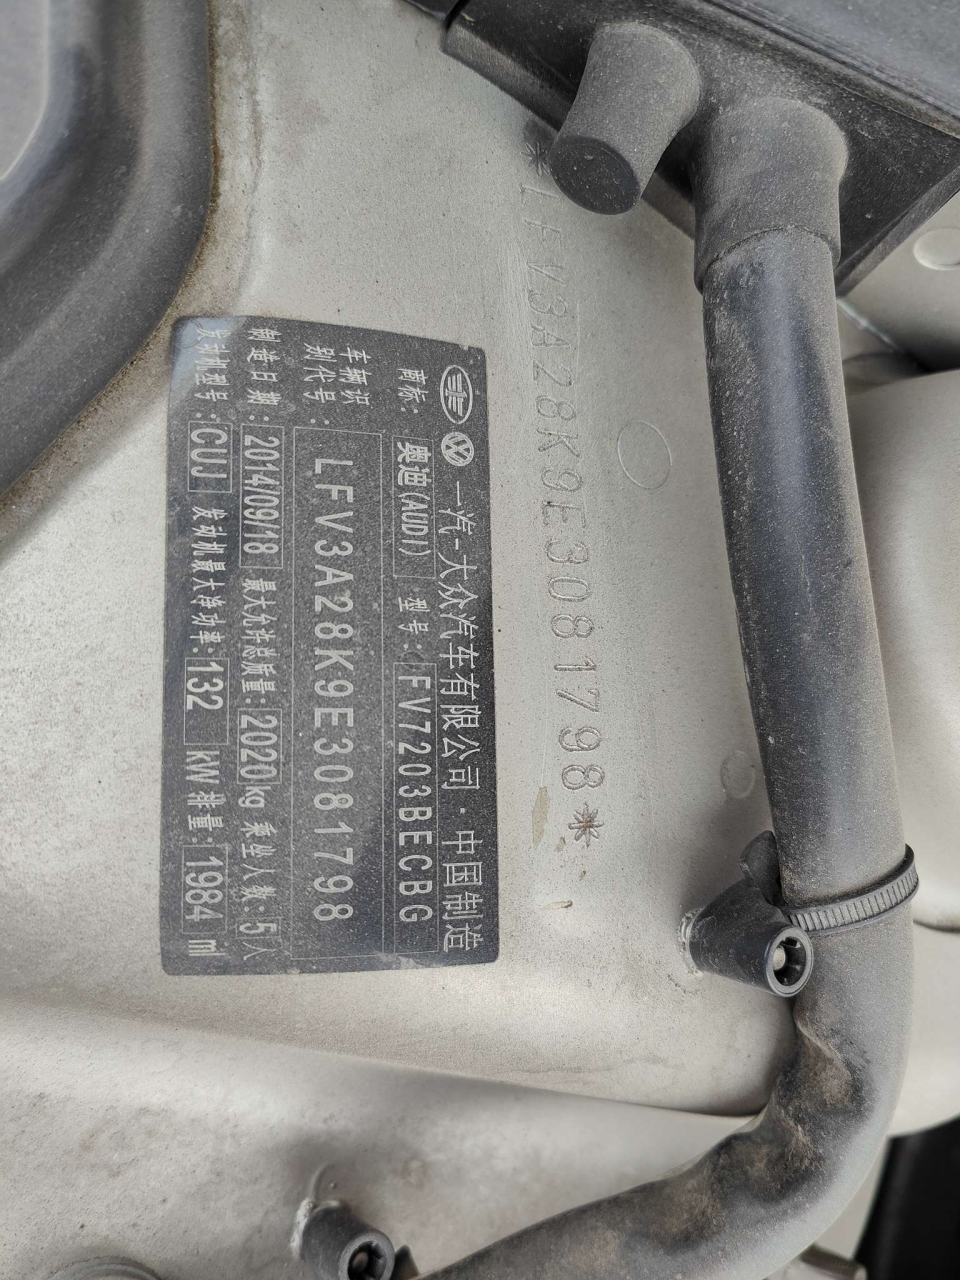 *LFV3A28K9E3081798*
一汽-大众汽车有限公司·中国制造
商标: 奥迪(AUDI) 型号: FV7203BECBG
车辆识别代号: LFV3A28K9E3081798
制造日期: 2014/09/18 最大允许总质量: 2020kg 乘坐人数: 5人
发动机型号: CUJ 发动机最大净功率: 132 kW 排量: 1984 ml